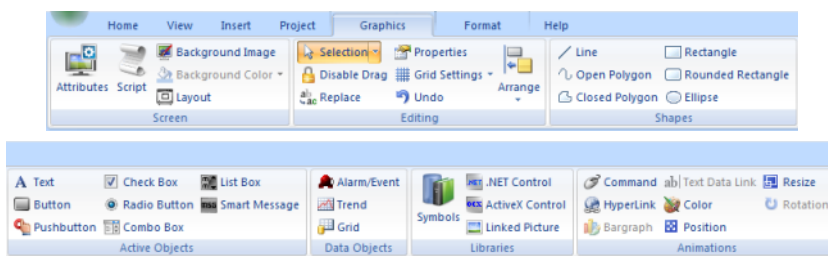 Home View Insert Project Graphics Format Help
Attributes
Script
Background Image
Background Color
Layout
Screen
Selection
Disable Drag
Replace
Properties
Grid Settings
Undo
Arrange
Editing
Line
Open Polygon
Closed Polygon
Rectangle
Rounded Rectangle
Ellipse
Shapes
A Text
Button
Pushbutton
Check Box
Radio Button
Combo Box
List Box
Smart Message
Active Objects
Alarm/Event
Trend
Grid
Data Objects
Symbols
.NET .NET Control
OCX ActiveX Control
Linked Picture
Libraries
Command
HyperLink
Bargraph
ab Text Data Link
Color
Position
Resize
Rotation
Animations